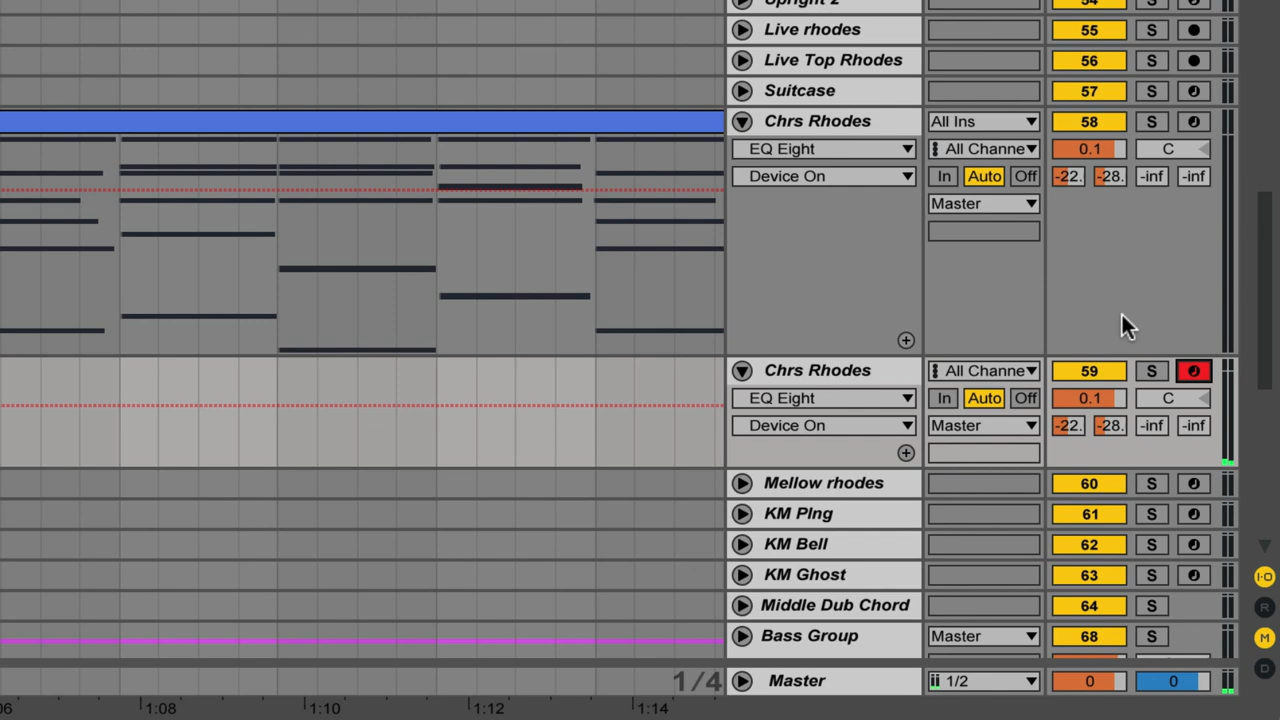 Upright 2 54
Live rhodes 55 S
Live Top Rhodes 56 S
Suitcase 57 S
Chrs Rhodes All Ins 58 S
EQ Eight All Channe 0.1 C
Device On In Auto Off -22. -28. -inf -inf
Master
Chrs Rhodes All Channe 59 S
EQ Eight In Auto Off 0.1 C
Device On Master -22. -28. -inf -inf
Mellow rhodes 60 S
KM Plng 61 S
KM Bell 62 S
KM Ghost 63 S
I·O
Middle Dub Chord 64 S R
Bass Group Master 68 S M
D
1/4 Master 1/2 0 0
06 1:08 1:10 1:12 1:14